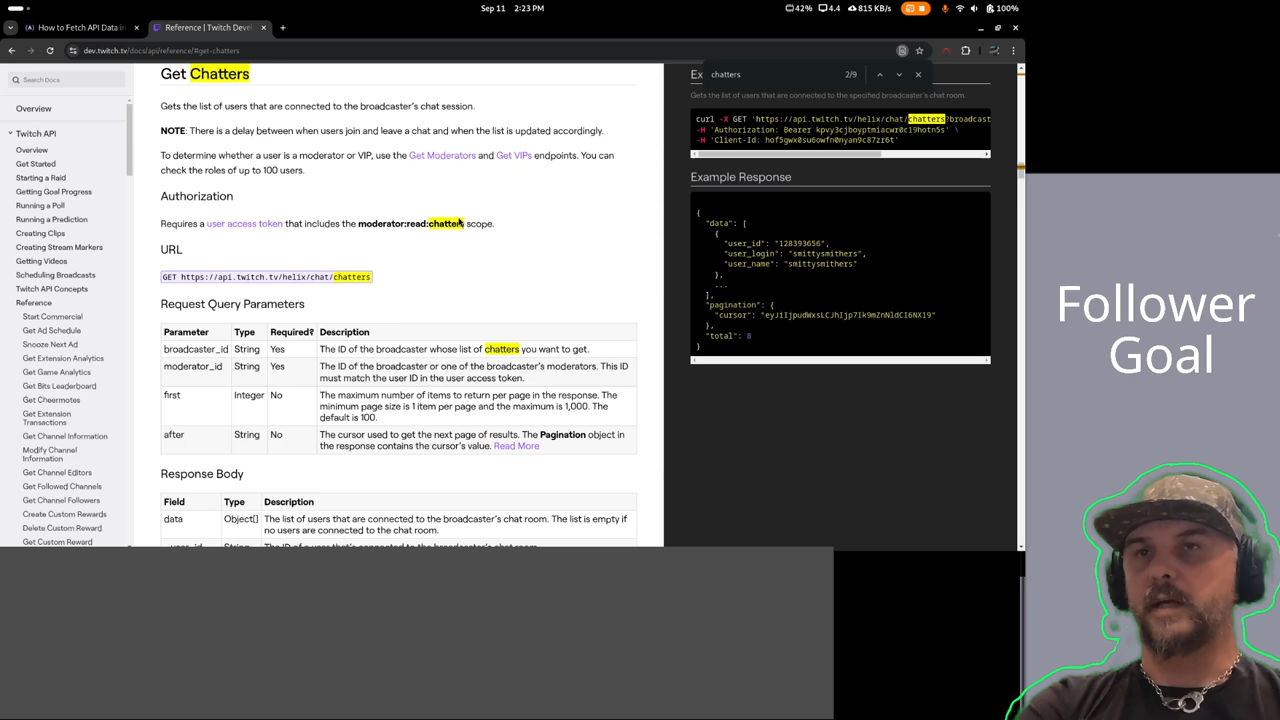 Sep 11  2:23 PM
42%
4.4
815 KB/s
100%
How to Fetch API Data in
Reference | Twitch Devel
dev.twitch.tv/docs/api/reference/#get-chatters
chatters
2/9
Search Docs
Overview
Twitch API
Overview
Get Started
Starting a Raid
Getting Goal Progress
Running a Poll
Running a Prediction
Creating Clips
Creating Stream Markers
Getting Videos
Scheduling Broadcasts
Twitch API Concepts
Reference
Start Commercial
Get Ad Schedule
Snooze Next Ad
Get Extension Analytics
Get Game Analytics
Get Bits Leaderboard
Get Cheermotes
Get Extension
Transactions
Get Channel Information
Modify Channel
Information
Get Channel Editors
Get Followed Channels
Get Channel Followers
Create Custom Rewards
Delete Custom Reward
Get Custom Reward
Get Chatters
Gets the list of users that are connected to the broadcaster's chat session.
NOTE: There is a delay between when users join and leave a chat and when the list is updated accordingly.
To determine whether a user is a moderator or VIP, use the Get Moderators and Get VIPs endpoints. You can
check the roles of up to 100 users.
Authorization
Requires a user access token that includes the moderator:read:chatters scope.
URL
GET https://api.twitch.tv/helix/chat/chatters
Request Query Parameters
Parameter Type Required? Description
broadcaster_id String Yes The ID of the broadcaster whose list of chatters you want to get.
moderator_id String Yes The ID of the broadcaster or one of the broadcaster's moderators. This ID
must match the user ID in the user access token.
first Integer No The maximum number of items to return per page in the response. The
minimum page size is 1 item per page and the maximum is 1,000. The
default is 100.
after String No The cursor used to get the next page of results. The Pagination object in
the response contains the cursor's value. Read More
Response Body
Field Type Description
data Object[] The list of users that are connected to the broadcaster's chat room. The list is empty if
no users are connected to the chat room.
Ex
Gets the list of users that are connected to the specified broadcaster's chat room.
curl -X GET 'https://api.twitch.tv/helix/chat/chatters?broadcast
-H 'Authorization: Bearer kpvy3cjboyptmiacwr0c19hotn5s' \
-H 'Client-Id: hof5gwx0su6owfn0nyan9c87zr6t'
Example Response
{
"data": [
{
"user_id": "128393656",
"user_login": "smittysmithers",
"user_name": "smittysmithers"
},
...
],
"pagination": {
"cursor": "eyJiIjpudWxsLCJhIjp7Ik9mZnNldCI6NX19"
},
"total": 8
}
Follower
Goal